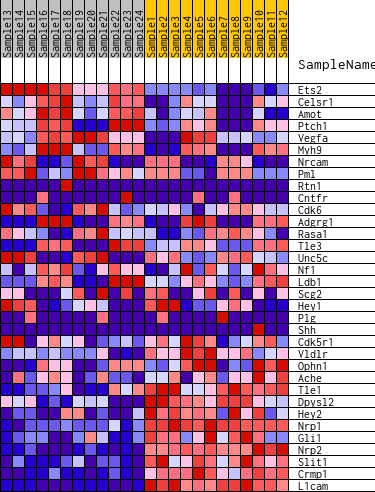 Sample13
Sample14
Sample15
Sample16
Sample17
Sample18
Sample19
Sample20
Sample21
Sample22
Sample23
Sample24
Sample1
Sample2
Sample3
Sample4
Sample5
Sample6
Sample7
Sample8
Sample9
Sample10
Sample11
Sample12
SampleName
Ets2
Celsr1
Amot
Ptch1
Vegfa
Myh9
Nrcam
Pml
Rtn1
Cntfr
Cdk6
Adgrg1
Rasa1
Tle3
Unc5c
Nf1
Ldb1
Scg2
Hey1
Plg
Shh
Cdk5r1
Vldlr
Ophn1
Ache
Tle1
Dpysl2
Hey2
Nrp1
Gli1
Nrp2
Slit1
Crmp1
L1cam